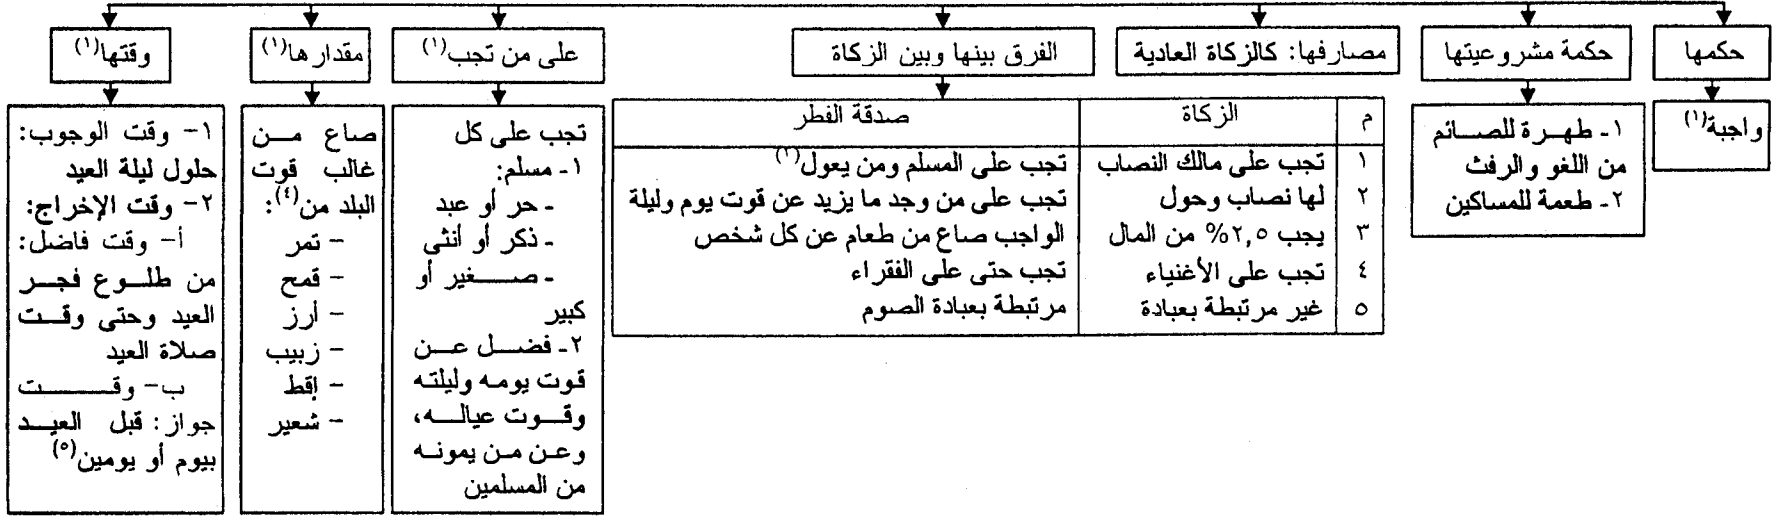 حكمها
واجبة(١)
حكمة مشروعيتها
١- طهرة للصائم
من اللغو والرفث
٢- طعمة للمساكين
مصارفها: كالزكاة العادية
الفرق بينها وبين الزكاة
م الزكاة صدقة الفطر
١ تجب على مالك النصاب تجب على المسلم ومن يعول(٢)
٢ لها نصاب وحول تجب على من وجد ما يزيد عن قوت يوم وليلة
٣ يجب ٢,٥% من المال الواجب صاع من طعام عن كل شخص
٤ تجب على الأغنياء تجب حتى على الفقراء
٥ غير مرتبطة بعبادة مرتبطة بعبادة الصوم
على من تجب(١)
تجب على كل
١- مسلم:
- حر أو عبد
- ذكر أو أنثى
- صغير أو
كبير
٢- فضل عن
قوت يومه وليلته
وقوت عياله،
وعن من يمونه
من المسلمين
مقدارها(١)
صاع من
غالب قوت
البلد من(٤):
- تمر
- قمح
- أرز
- زبيب
- إقط
- شعير
وقتها(١)
١- وقت الوجوب:
حلول ليلة العيد
٢- وقت الإخراج:
أ- وقت فاضل:
من طلوع فجر
العيد وحتى وقت
صلاة العيد
ب- وقت
جواز: قبل العيد
بيوم أو يومين(٥)